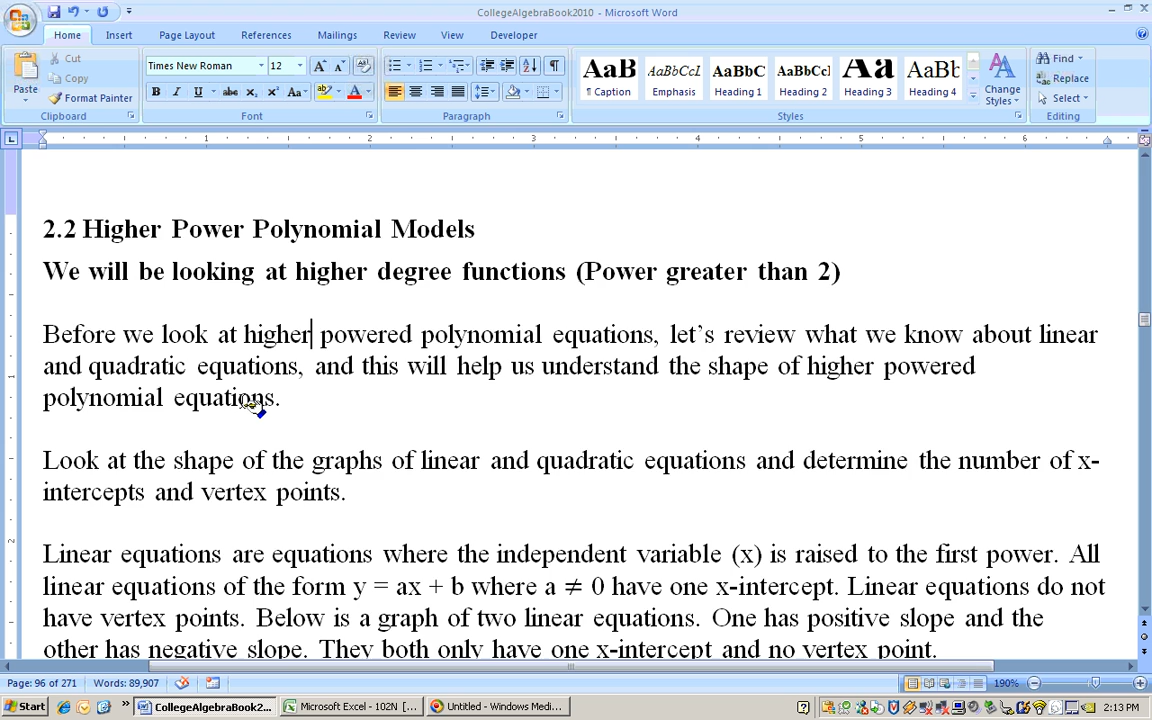 CollegeAlgebraBook2010 - Microsoft Word
Home Insert Page Layout References Mailings Review View Developer
Paste
Cut
Copy
Format Painter
Clipboard
Times New Roman 12
Font
Paragraph
AaB AaBbCcL AaBbC AaBbCcI Aa AaBb
¶ Caption Emphasis Heading 1 Heading 2 Heading 3 Heading 4
Change Styles
Styles
Find
Replace
Select
Editing
1 2 3 4 5 6
2.2 Higher Power Polynomial Models
We will be looking at higher degree functions (Power greater than 2)
Before we look at higher powered polynomial equations, let’s review what we know about linear
and quadratic equations, and this will help us understand the shape of higher powered
polynomial equations.
Look at the shape of the graphs of linear and quadratic equations and determine the number of x-
intercepts and vertex points.
Linear equations are equations where the independent variable (x) is raised to the first power. All
linear equations of the form y = ax + b where a ≠ 0 have one x-intercept. Linear equations do not
have vertex points. Below is a graph of two linear equations. One has positive slope and the
other has negative slope. They both only have one x-intercept and no vertex point.
Page: 96 of 271 Words: 89,907 190%
Start CollegeAlgebraBook2... Microsoft Excel - 102N [... Untitled - Windows Medi... 2:13 PM